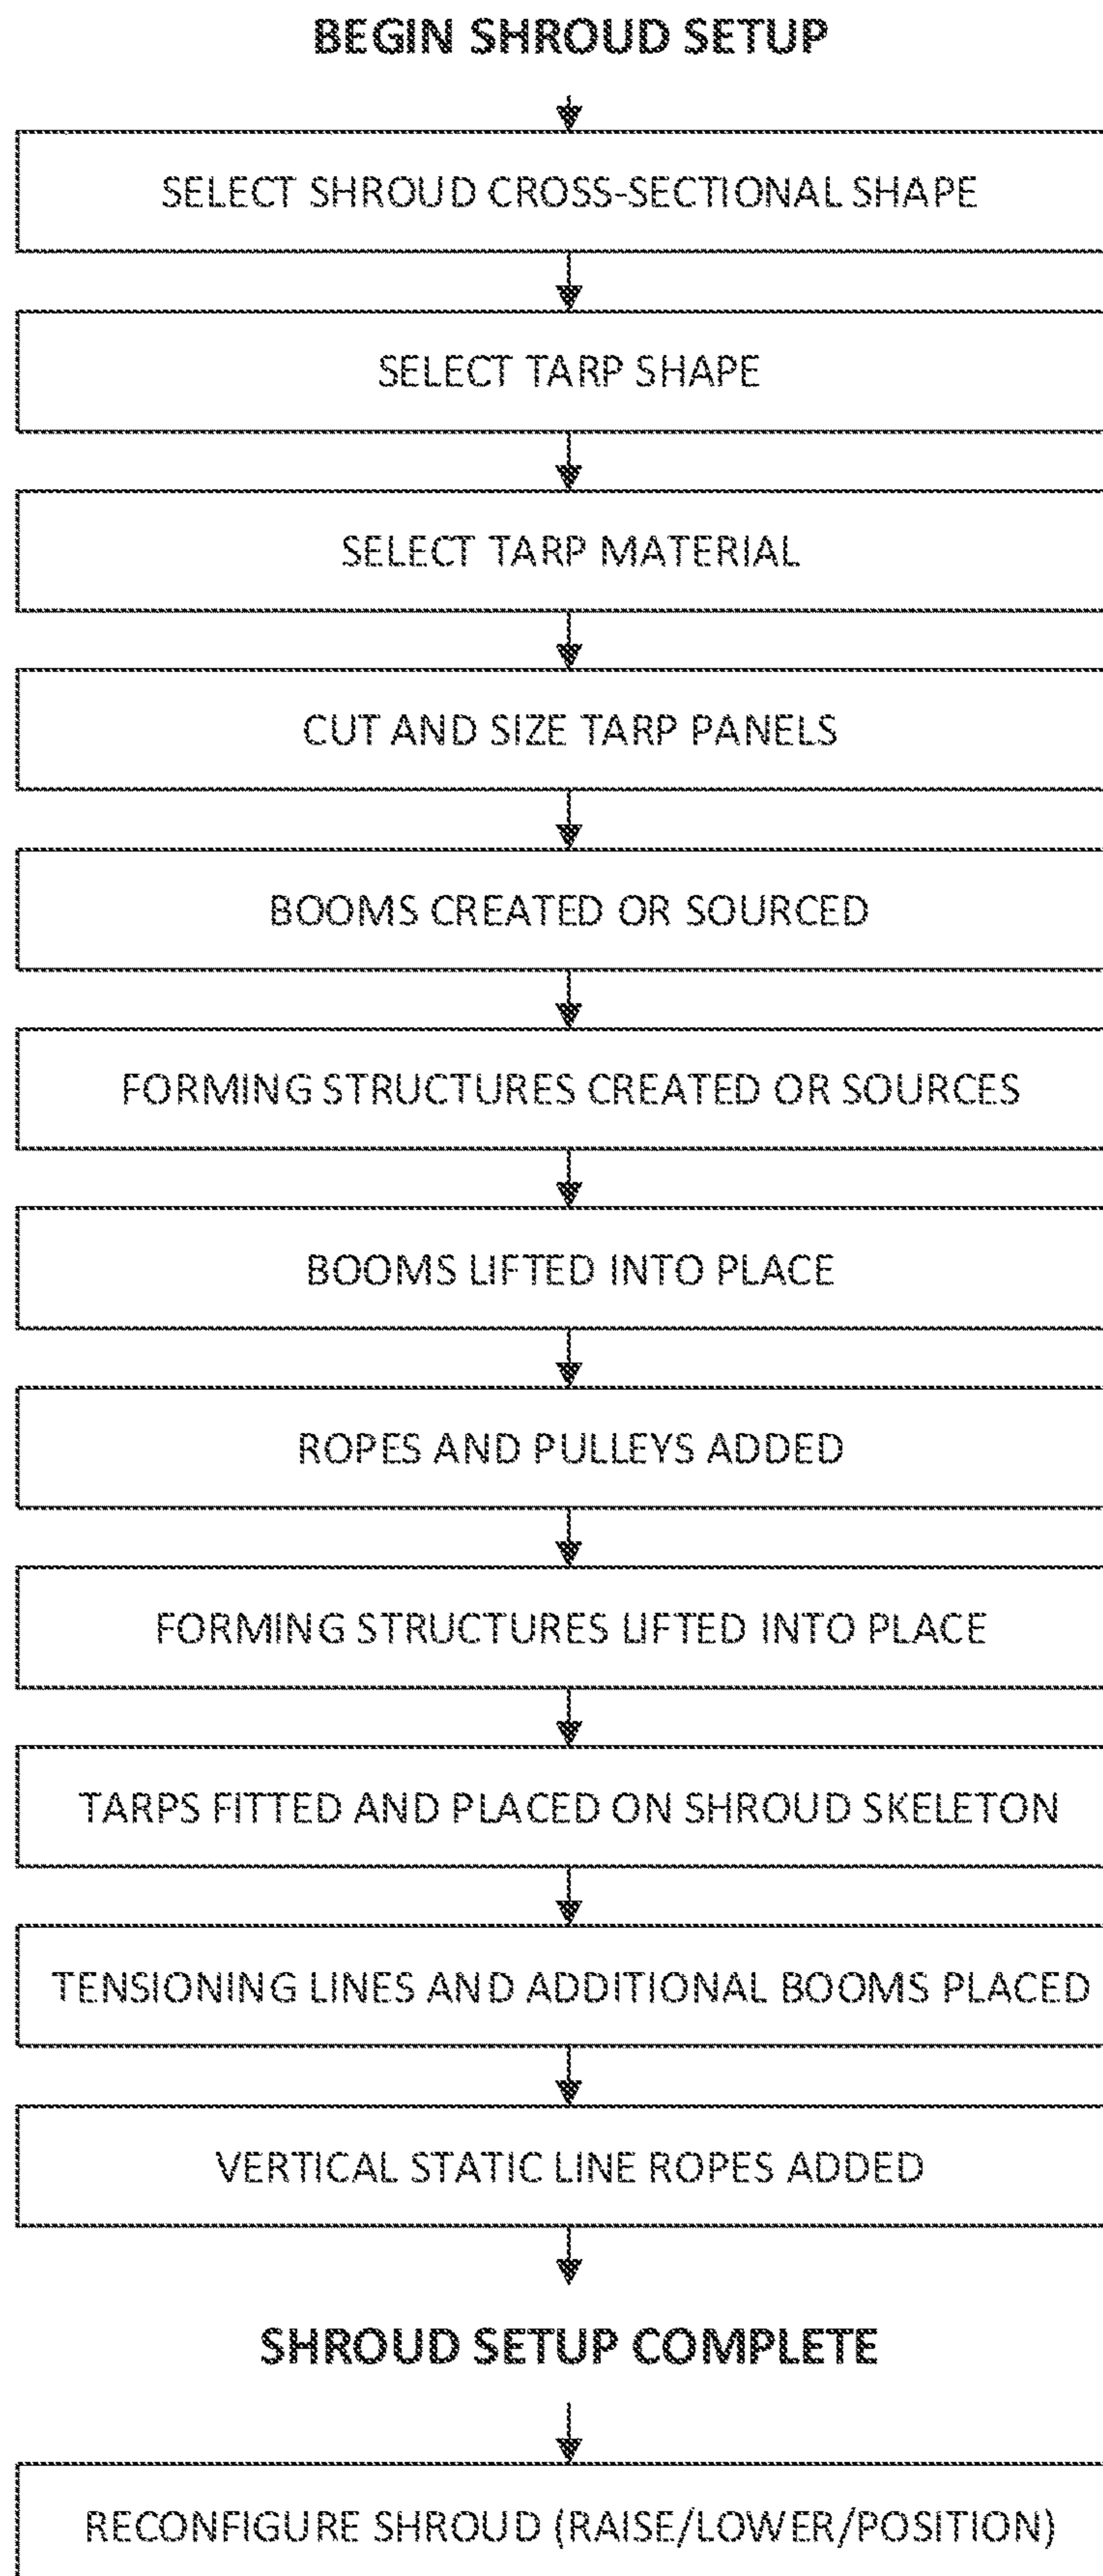 BEGIN SHROUD SETUP
SELECT SHROUD CROSS-SECTIONAL SHAPE
SELECT TARP SHAPE
SELECT TARP MATERIAL
CUT AND SIZE TARP PANELS
BOOMS CREATED OR SOURCED
FORMING STRUCTURES CREATED OR SOURCES
BOOMS LIFTED INTO PLACE
ROPES AND PULLEYS ADDED
FORMING STRUCTURES LIFTED INTO PLACE
TARPS FITTED AND PLACED ON SHROUD SKELETON
TENSIONING LINES AND ADDITIONAL BOOMS PLACED
VERTICAL STATIC LINE ROPES ADDED
SHROUD SETUP COMPLETE
RECONFIGURE SHROUD (RAISE/LOWER/POSITION)